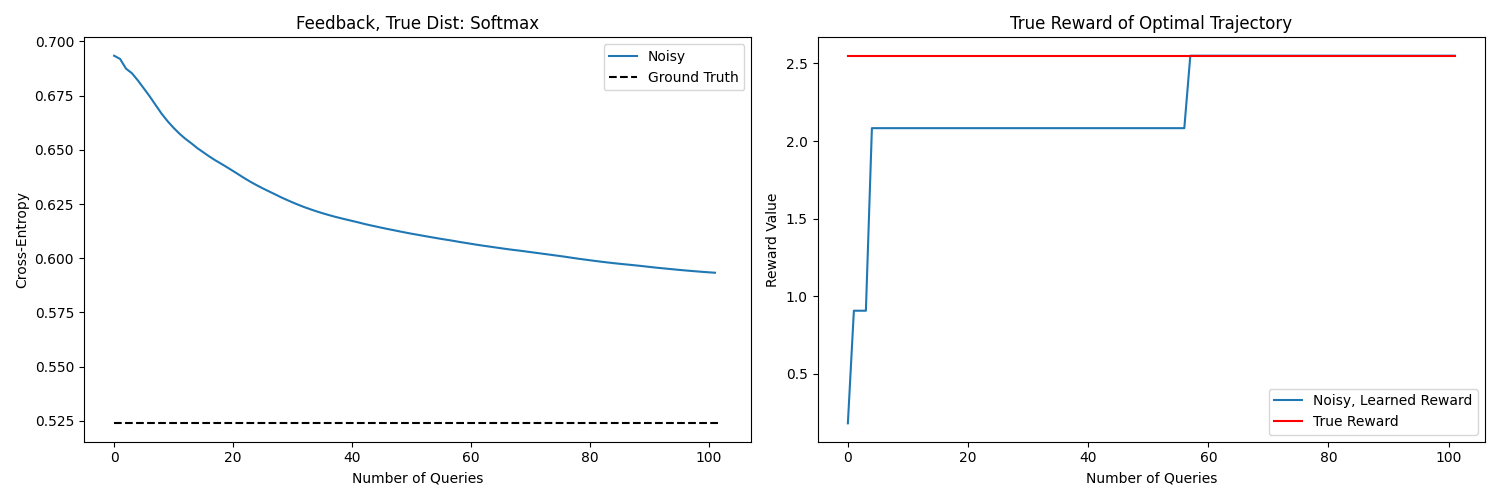 Feedback, True Dist: Softmax
Cross-Entropy
0.700
0.675
0.650
0.625
0.600
0.575
0.550
0.525
Noisy
Ground Truth
0 20 40 60 80 100
Number of Queries
True Reward of Optimal Trajectory
Reward Value
2.5
2.0
1.5
1.0
0.5
Noisy, Learned Reward
True Reward
0 20 40 60 80 100
Number of Queries